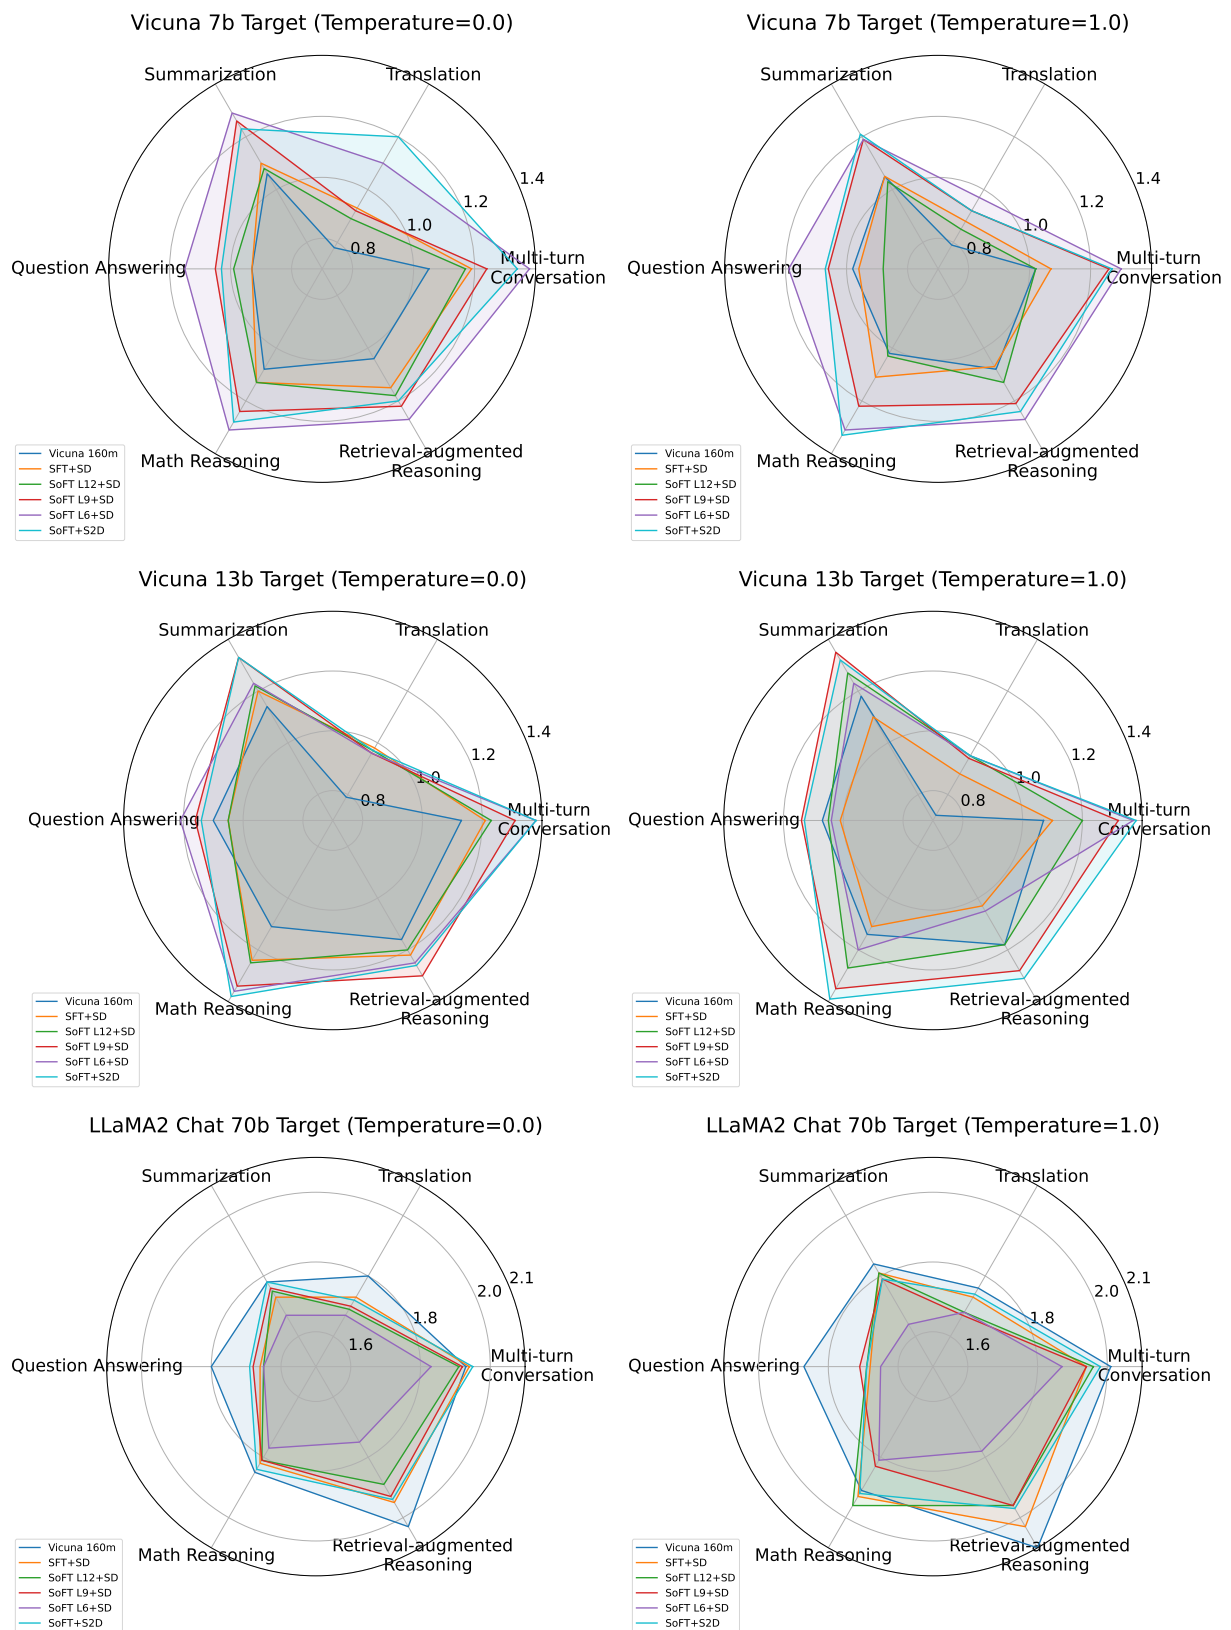 Vicuna 7b Target (Temperature=0.0)
Summarization
Translation
1.4
1.2
1.0
0.8
Question Answering
Multi-turn
Conversation
Math Reasoning
Retrieval-augmented
Reasoning
Vicuna 160m
SFT+SD
SoFT L12+SD
SoFT L9+SD
SoFT L6+SD
SoFT+S2D
Vicuna 7b Target (Temperature=1.0)
Summarization
Translation
1.4
1.2
1.0
0.8
Question Answering
Multi-turn
Conversation
Math Reasoning
Retrieval-augmented
Reasoning
Vicuna 160m
SFT+SD
SoFT L12+SD
SoFT L9+SD
SoFT L6+SD
SoFT+S2D
Vicuna 13b Target (Temperature=0.0)
Summarization
Translation
1.4
1.2
1.0
0.8
Question Answering
Multi-turn
Conversation
Math Reasoning
Retrieval-augmented
Reasoning
Vicuna 160m
SFT+SD
SoFT L12+SD
SoFT L9+SD
SoFT L6+SD
SoFT+S2D
Vicuna 13b Target (Temperature=1.0)
Summarization
Translation
1.4
1.2
1.0
0.8
Question Answering
Multi-turn
Conversation
Math Reasoning
Retrieval-augmented
Reasoning
Vicuna 160m
SFT+SD
SoFT L12+SD
SoFT L9+SD
SoFT L6+SD
SoFT+S2D
LLaMA2 Chat 70b Target (Temperature=0.0)
Summarization
Translation
2.1
2.0
1.8
1.6
Question Answering
Multi-turn
Conversation
Math Reasoning
Retrieval-augmented
Reasoning
Vicuna 160m
SFT+SD
SoFT L12+SD
SoFT L9+SD
SoFT L6+SD
SoFT+S2D
LLaMA2 Chat 70b Target (Temperature=1.0)
Summarization
Translation
2.1
2.0
1.8
1.6
Question Answering
Multi-turn
Conversation
Math Reasoning
Retrieval-augmented
Reasoning
Vicuna 160m
SFT+SD
SoFT L12+SD
SoFT L9+SD
SoFT L6+SD
SoFT+S2D